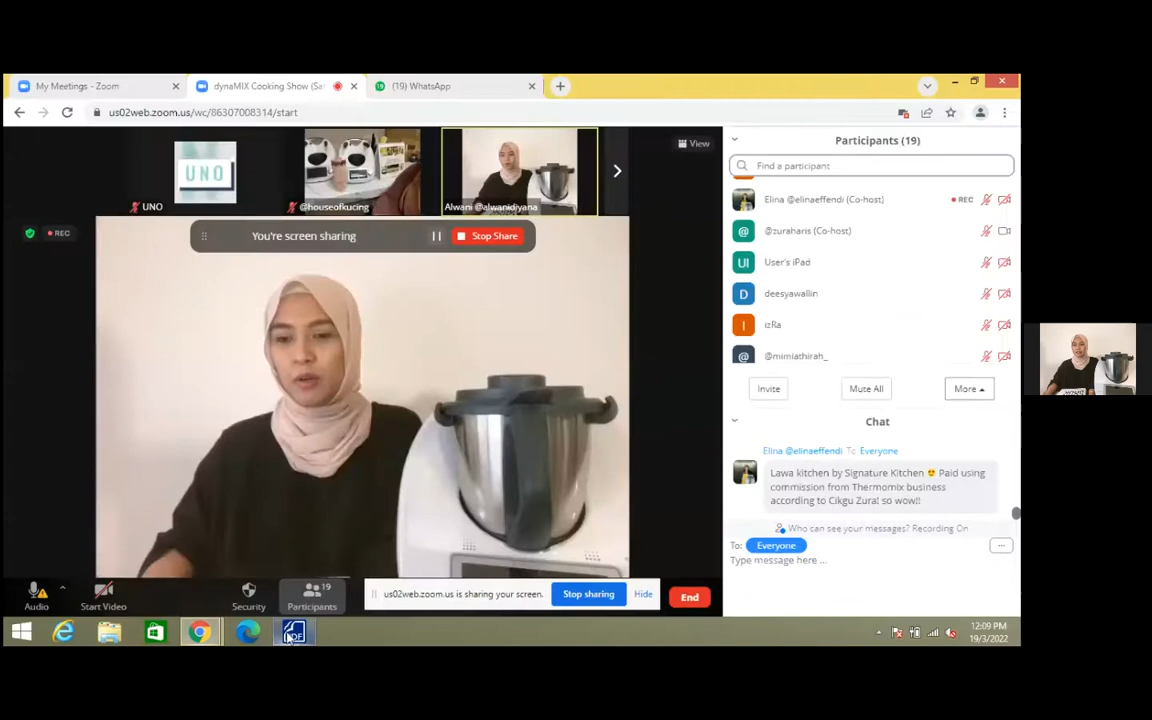 My Meetings - Zoom
dynaMIX Cooking Show (Sa
(19) WhatsApp
us02web.zoom.us/wc/86307008314/start
UNO
UNO
@houseofkucing
Alwani @alwanidiyana
View
REC
You're screen sharing
Stop Share
Participants (19)
Find a participant
Elina @elinaeffendi (Co-host)
REC
@zuraharis (Co-host)
UI
User's iPad
D
deesyawallin
I
izRa
@
@mimiathirah_
Invite
Mute All
More
Chat
Elina @elinaeffendi To Everyone
Lawa kitchen by Signature Kitchen 😍 Paid using
commission from Thermomix business
according to Cikgu Zura! so wow!!
Who can see your messages? Recording On
To: Everyone
Type message here ...
Audio
Start Video
Security
19
Participants
us02web.zoom.us is sharing your screen.
Stop sharing
Hide
End
12:09 PM
19/3/2022